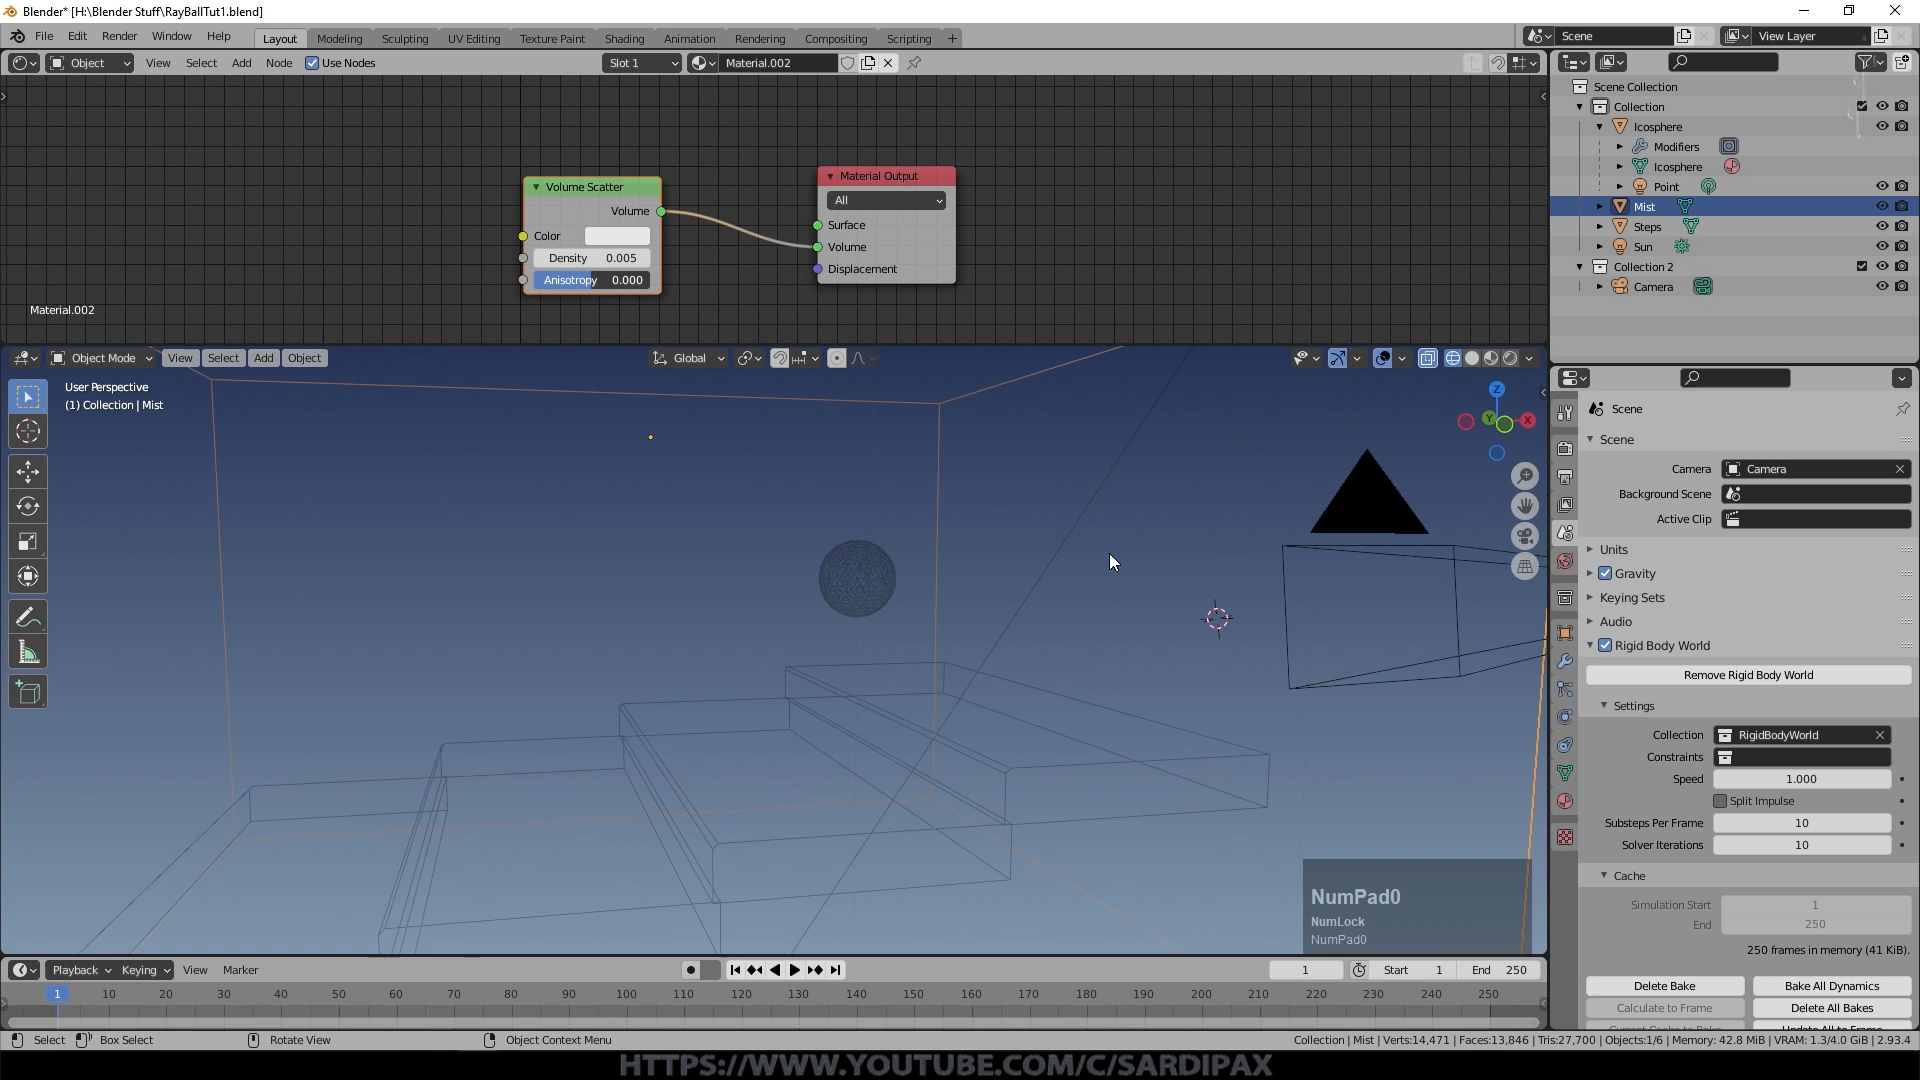 Blender* [H:\Blender Stuff\RayBallTut1.blend]
File Edit Render Window Help Layout Modeling Sculpting UV Editing Texture Paint Shading Animation Rendering Compositing Scripting + Scene View Layer
Object View Select Add Node Use Nodes Slot 1 Material.002
Scene Collection
Collection
Icosphere
Modifiers
Icosphere
Point
Mist
Steps
Sun
Collection 2
Camera
Volume Scatter
Volume
Color
Density 0.005
Anisotropy 0.000
Material Output
All
Surface
Volume
Displacement
Material.002
Object Mode View Select Add Object Global
User Perspective
(1) Collection | Mist
Z
Y
X
NumPad0
NumLock
NumPad0
Scene
Scene
Camera Camera
Background Scene
Active Clip
Units
Gravity
Keying Sets
Audio
Rigid Body World
Remove Rigid Body World
Settings
Collection RigidBodyWorld
Constraints
Speed 1.000
Split Impulse
Substeps Per Frame 10
Solver Iterations 10
Cache
Simulation Start 1
End 250
250 frames in memory (41 KiB).
Delete Bake Bake All Dynamics
Calculate to Frame Delete All Bakes
Current Cache to Bake Update All to Frame
Playback Keying View Marker 1 Start 1 End 250
1 10 20 30 40 50 60 70 80 90 100 110 120 130 140 150 160 170 180 190 200 210 220 230 240 250
Select Box Select Rotate View Object Context Menu Collection | Mist | Verts:14,471 | Faces:13,846 | Tris:27,700 | Objects:1/6 | Memory: 42.8 MiB | VRAM: 1.3/4.0 GiB | 2.93.4
HTTPS://WWW.YOUTUBE.COM/C/SARDIPAX